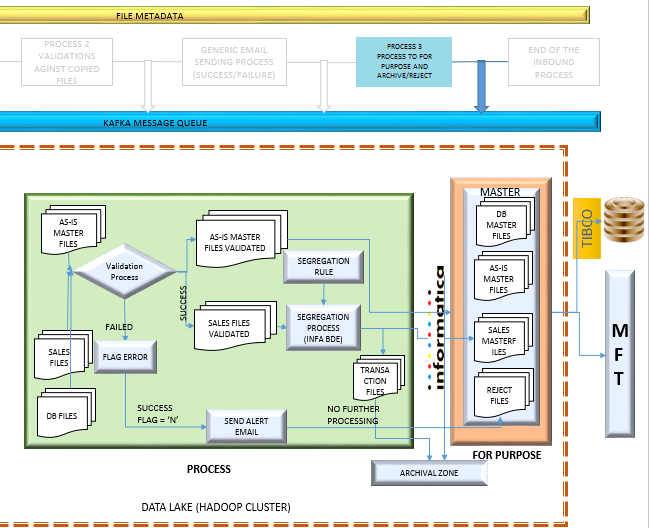 FILE METADATA
PROCESS 2
VALIDATIONS
AGINST COPIED
FILES
GENERIC EMAIL
SENDING PROCESS
(SUCCESS/FAILURE)
PROCESS 3
PROCESS TO FOR
PURPOSE AND
ARCHIVE/REJECT
END OF THE
INBOUND
PROCESS
KAFKA MESSAGE QUEUE
AS-IS
MASTER
FILES
Validation
Process
FAILED
FLAG ERROR
SALES
FILES
DB FILES
SUCCESS
FLAG = ‘N’
SUCCESS
AS-IS MASTER
FILES VALIDATED
SEGREGATION
RULE
SALES FILES
VALIDATED
SEGREGATION
PROCESS
(INFA BDE)
TRANSA
CTION
FILES
NO FURTHER
PROCESSING
SEND ALERT
EMAIL
PROCESS
informatica
MASTER
DB
MASTER
FILES
AS-IS
MASTER
FILES
SALES
MASTERF
ILES
REJECT
FILES
FOR PURPOSE
ARCHIVAL ZONE
TIBCO
M
F
T
DATA LAKE (HADOOP CLUSTER)